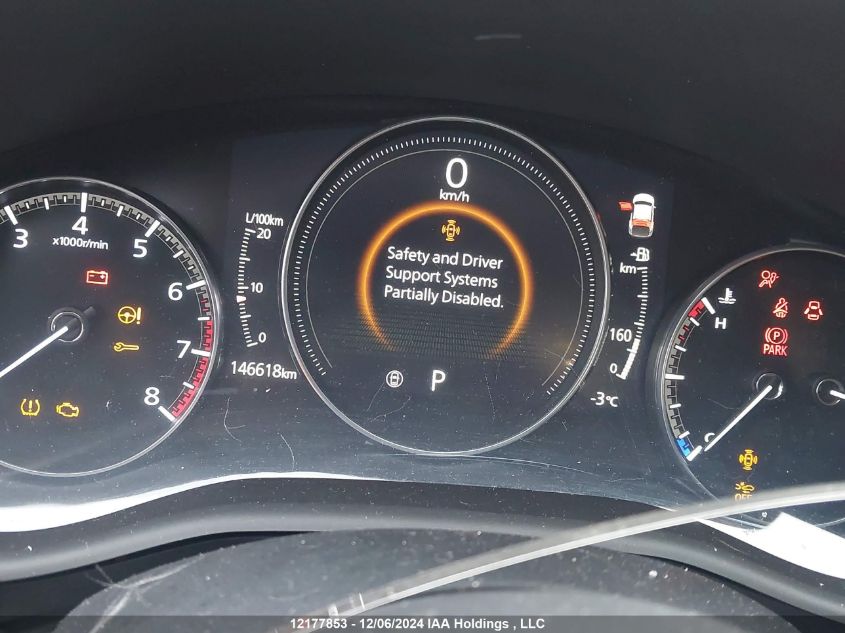 0
km/h
Safety and Driver
Support Systems
Partially Disabled.
P
3
4
5
6
7
8
x1000r/min
L/100km
20
10
0
146618km
km
160
0
-3℃
H
C
PARK
OFF
12177853 - 12/06/2024 IAA Holdings , LLC